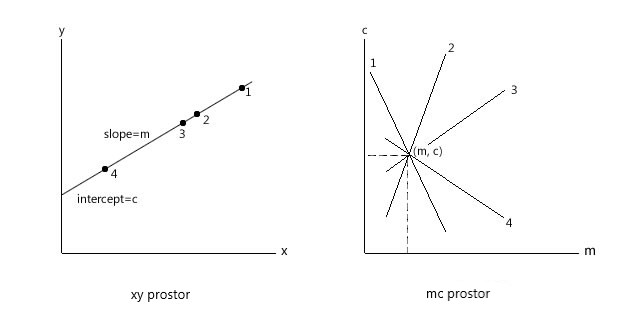 y
1
2
3
slope=m
4
intercept=c
x
xy prostor
c
2
1
3
(m, c)
4
m
mc prostor